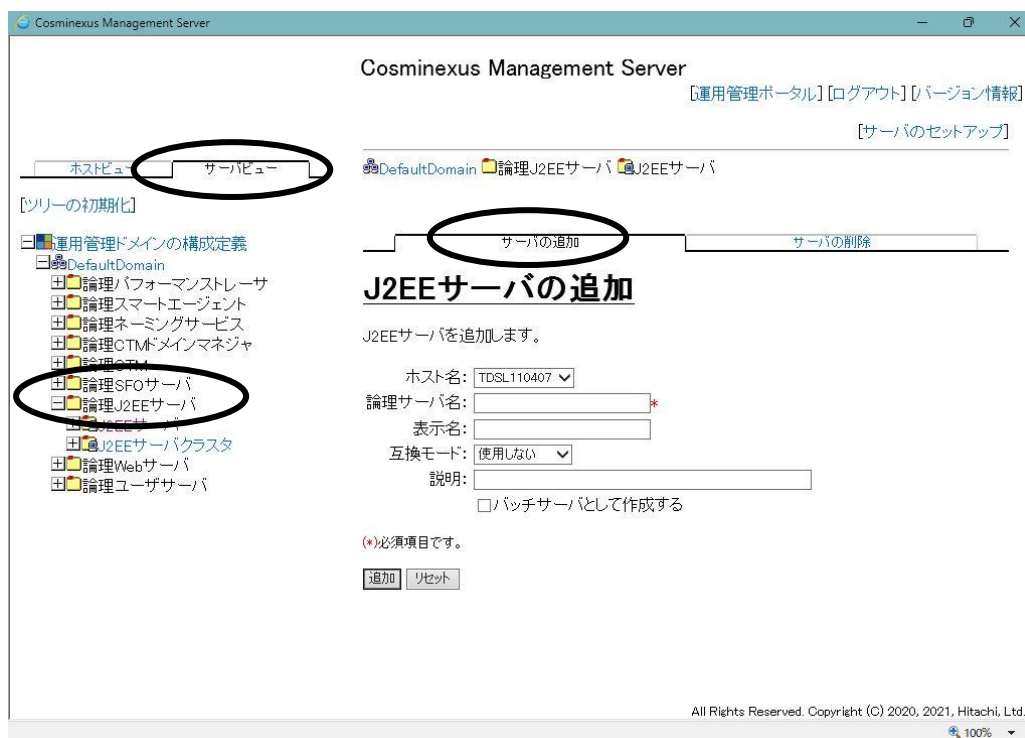 Cosminexus Management Server
Cosminexus Management Server
[運用管理ポータル] [ログアウト] [バージョン情報]
[サーバのセットアップ]
ホストビュー サーバビュー
DefaultDomain 論理J2EEサーバ J2EEサーバ
[ツリーの初期化]
運用管理ドメインの構成定義
DefaultDomain
論理パフォーマンストレーサ
論理スマートエージェント
論理ネーミングサービス
論理CTMドメインマネジャ
論理CTM
論理SFOサーバ
論理J2EEサーバ
J2EEサーバ
J2EEサーバクラスタ
論理Webサーバ
論理ユーザサーバ
サーバの追加 サーバの削除
J2EEサーバの追加
J2EEサーバを追加します。
ホスト名: TDSL110407
論理サーバ名: *
表示名:
互換モード: 使用しない
説明:
バッチサーバとして作成する
(*)必須項目です。
追加 リセット
All Rights Reserved. Copyright (C) 2020, 2021, Hitachi, Ltd.
100%